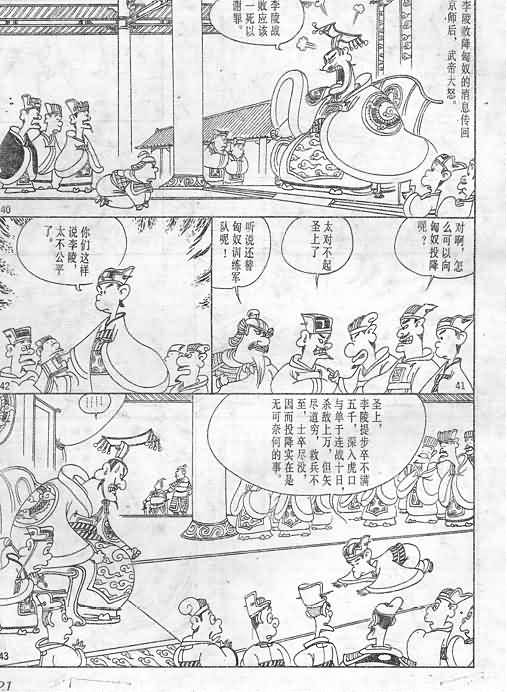 李陵败降匈奴的消息传回
京师后，武帝大怒。
李陵战
败应该
一死以
谢罪。
40
对啊，怎
么可以向
匈奴投降
呢？
太对不起
圣上了
听说还替
匈奴训练军
队呢！
41
你们这样
说李陵，
太不公平
了。
42
圣上，
李陵提步卒不满
五千，深入虎口
与单于连战十日，
杀敌上万，但矢
尽道穷，救兵不
至，士卒尽没，
因而投降实在是
无可奈何的事。
43
21